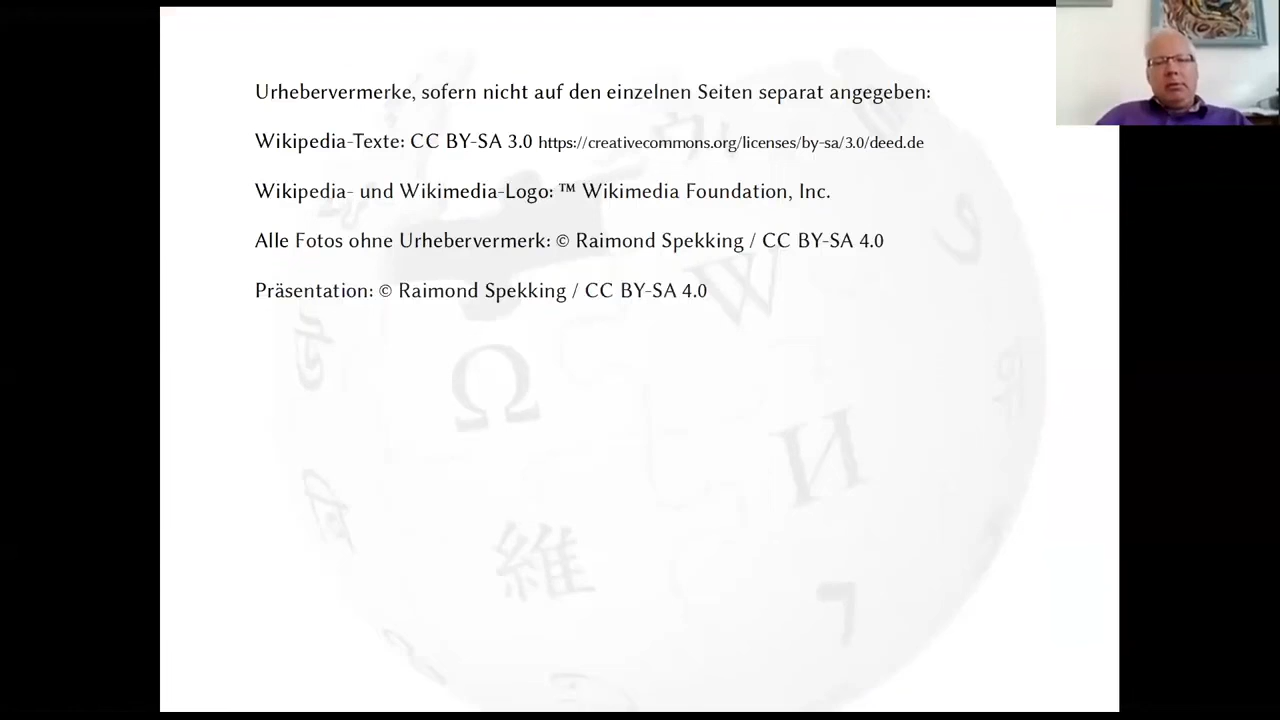 Urhebervermerke, sofern nicht auf den einzelnen Seiten separat angegeben:
Wikipedia-Texte: CC BY-SA 3.0 https://creativecommons.org/licenses/by-sa/3.0/deed.de
Wikipedia- und Wikimedia-Logo: ™ Wikimedia Foundation, Inc.
Alle Fotos ohne Urhebervermerk: © Raimond Spekking / CC BY-SA 4.0
Präsentation: © Raimond Spekking / CC BY-SA 4.0
W
Ω
И
維